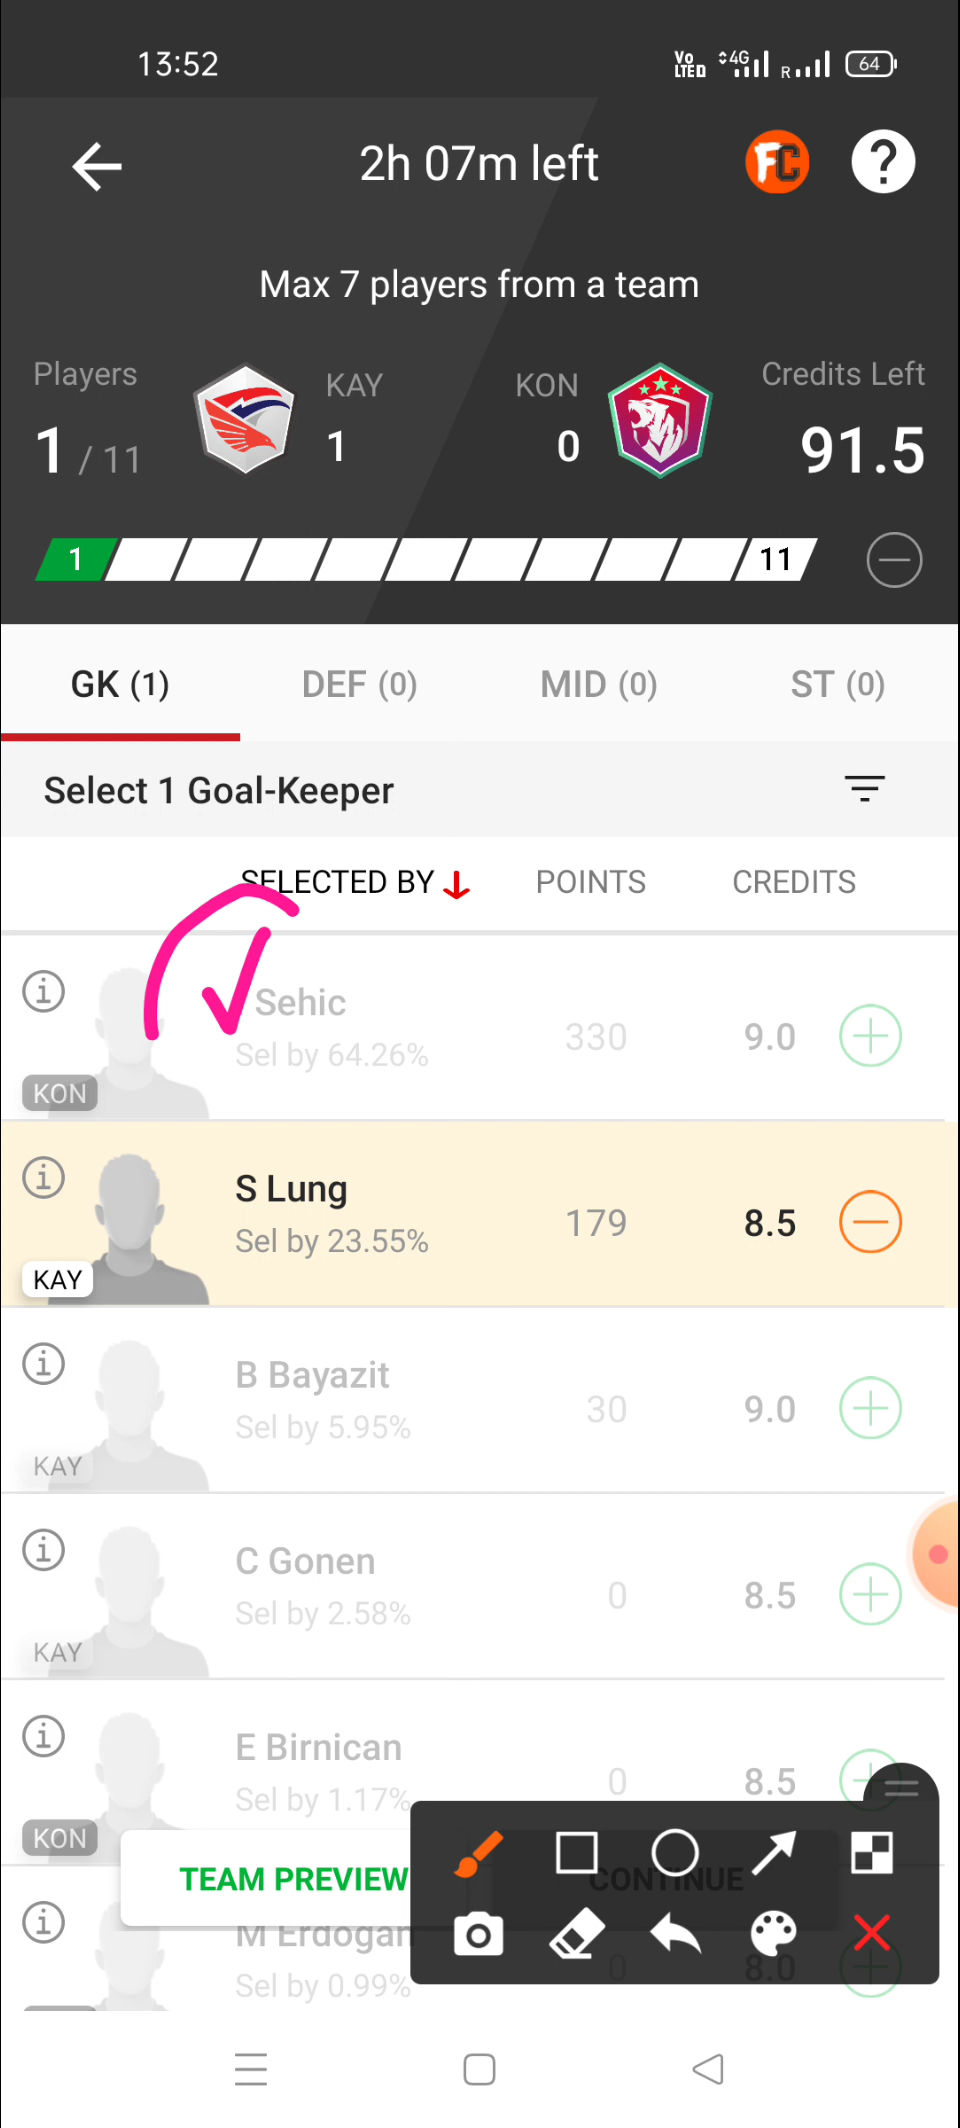 13:52 Vo LTED 4G R 64
2h 07m left FC ?
Max 7 players from a team
Players KAY KON Credits Left
1 / 11 1 0 91.5
1 11
GK (1) DEF (0) MID (0) ST (0)
Select 1 Goal-Keeper
SELECTED BY POINTS CREDITS
Sehic
Sel by 64.26% 330 9.0
KON
S Lung
Sel by 23.55% 179 8.5
KAY
B Bayazit
Sel by 5.95% 30 9.0
KAY
C Gonen
Sel by 2.58% 0 8.5
KAY
E Birnican
Sel by 1.17% 0 8.5
KON
TEAM PREVIEW CONTINUE
M Erdogan
Sel by 0.99% 0 8.0